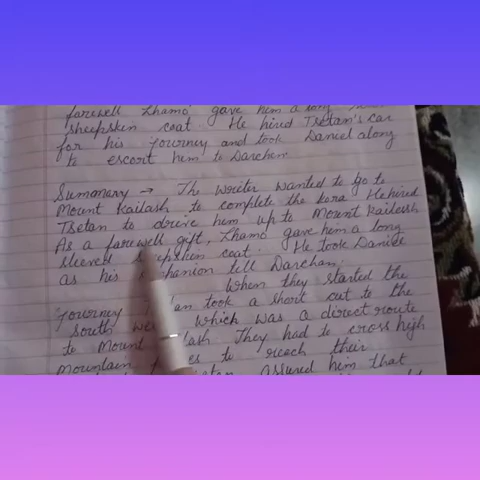 farewell Lhamo gave him a long
sheepskin coat. He hired Tsetan's car
for his journey and took Daniel along
to escort him to Darchen
Summary → The writer wanted to go to
Mount Kailash to complete the kora. He hired
Tsetan to drive him up to Mount Kailash
As a farewell gift, Lhamo gave him a long
sleeved sheepskin coat. He took Daniel
as his companion till Darchan.
When they started the
journey took a short cut to the
south which was a direct route
to Mount They had to cross high
mountain to reach their
assured him that